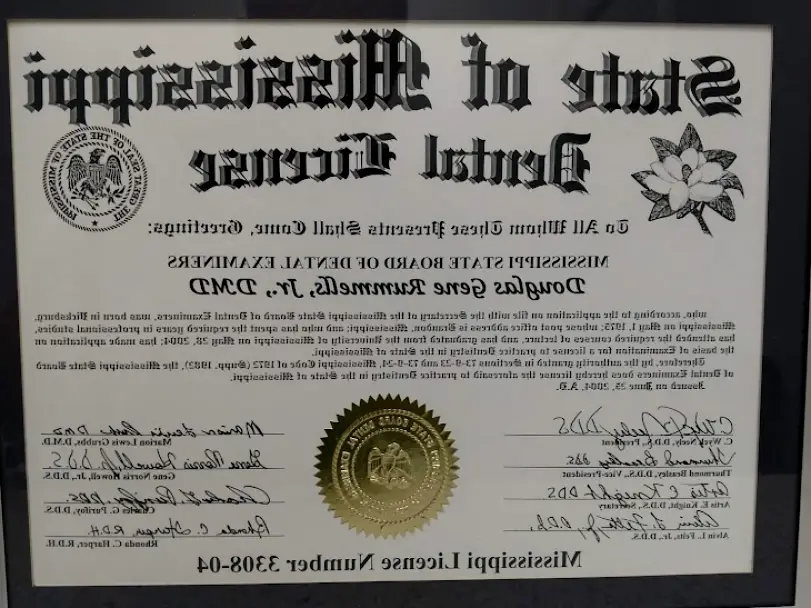 State of Mississippi
Dental License
THE SEAL OF THE STATE OF MISSISSIPPI
To All Whom These Presents Shall Come, Greetings:
MISSISSIPPI STATE BOARD OF DENTAL EXAMINERS
Douglas Gene Rummells, Jr., DMD
who, according to the application on file with the Secretary of the Mississippi State Board of Dental Examiners, was born in Vicksburg,
Mississippi on May 1, 1975; whose post office address is Brandon, Mississippi; and who has spent the required years in professional studies,
has attended the required courses of lecture, and has graduated from the University of Mississippi on May 28, 2004; has made application on
the basis of Examination for a license to practice Dentistry in the State of Mississippi.
Therefore, by the authority granted in Sections 73-9-23 and 73-9-24, Mississippi Code of 1972 (Supp. 1982), the Mississippi State Board
of Dental Examiners does hereby license the aforesaid to practice Dentistry in the State of Mississippi.
Issued on June 25, 2004, A.D.
C. Wyck Neely, D.D.S., President
Thurmond Beasley, D.D.S., Vice-President
Artis E. Knight, D.D.S., Secretary
Alvin L. Felts, Jr., D.D.S.
Marion Lewis Grubbs, D.M.D.
Gene Norris Howell, Jr., D.D.S.
Charles G. Purifoy, D.D.S.
Rhonda C. Harper, R.D.H.
Mississippi License Number 3308-04